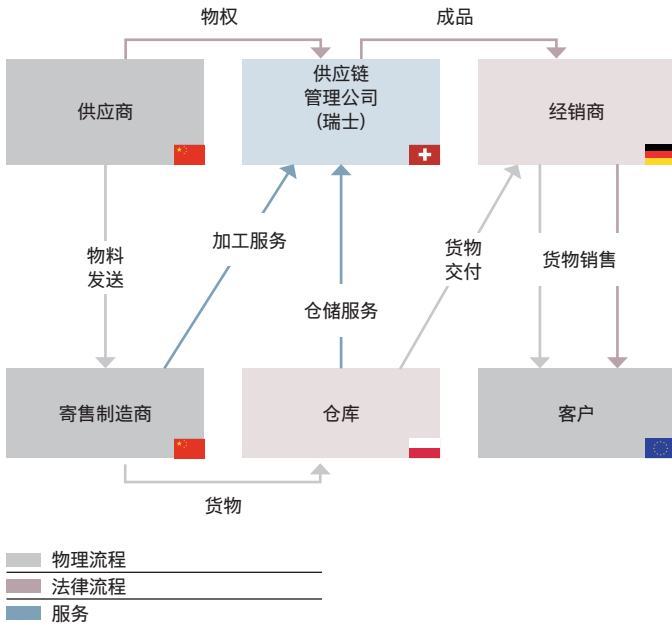 物权
成品
供应商
供应链
管理公司
(瑞士)
经销商
物料
发送
加工服务
仓储服务
货物
交付
货物销售
寄售制造商
仓库
客户
货物
物理流程
法律流程
服务